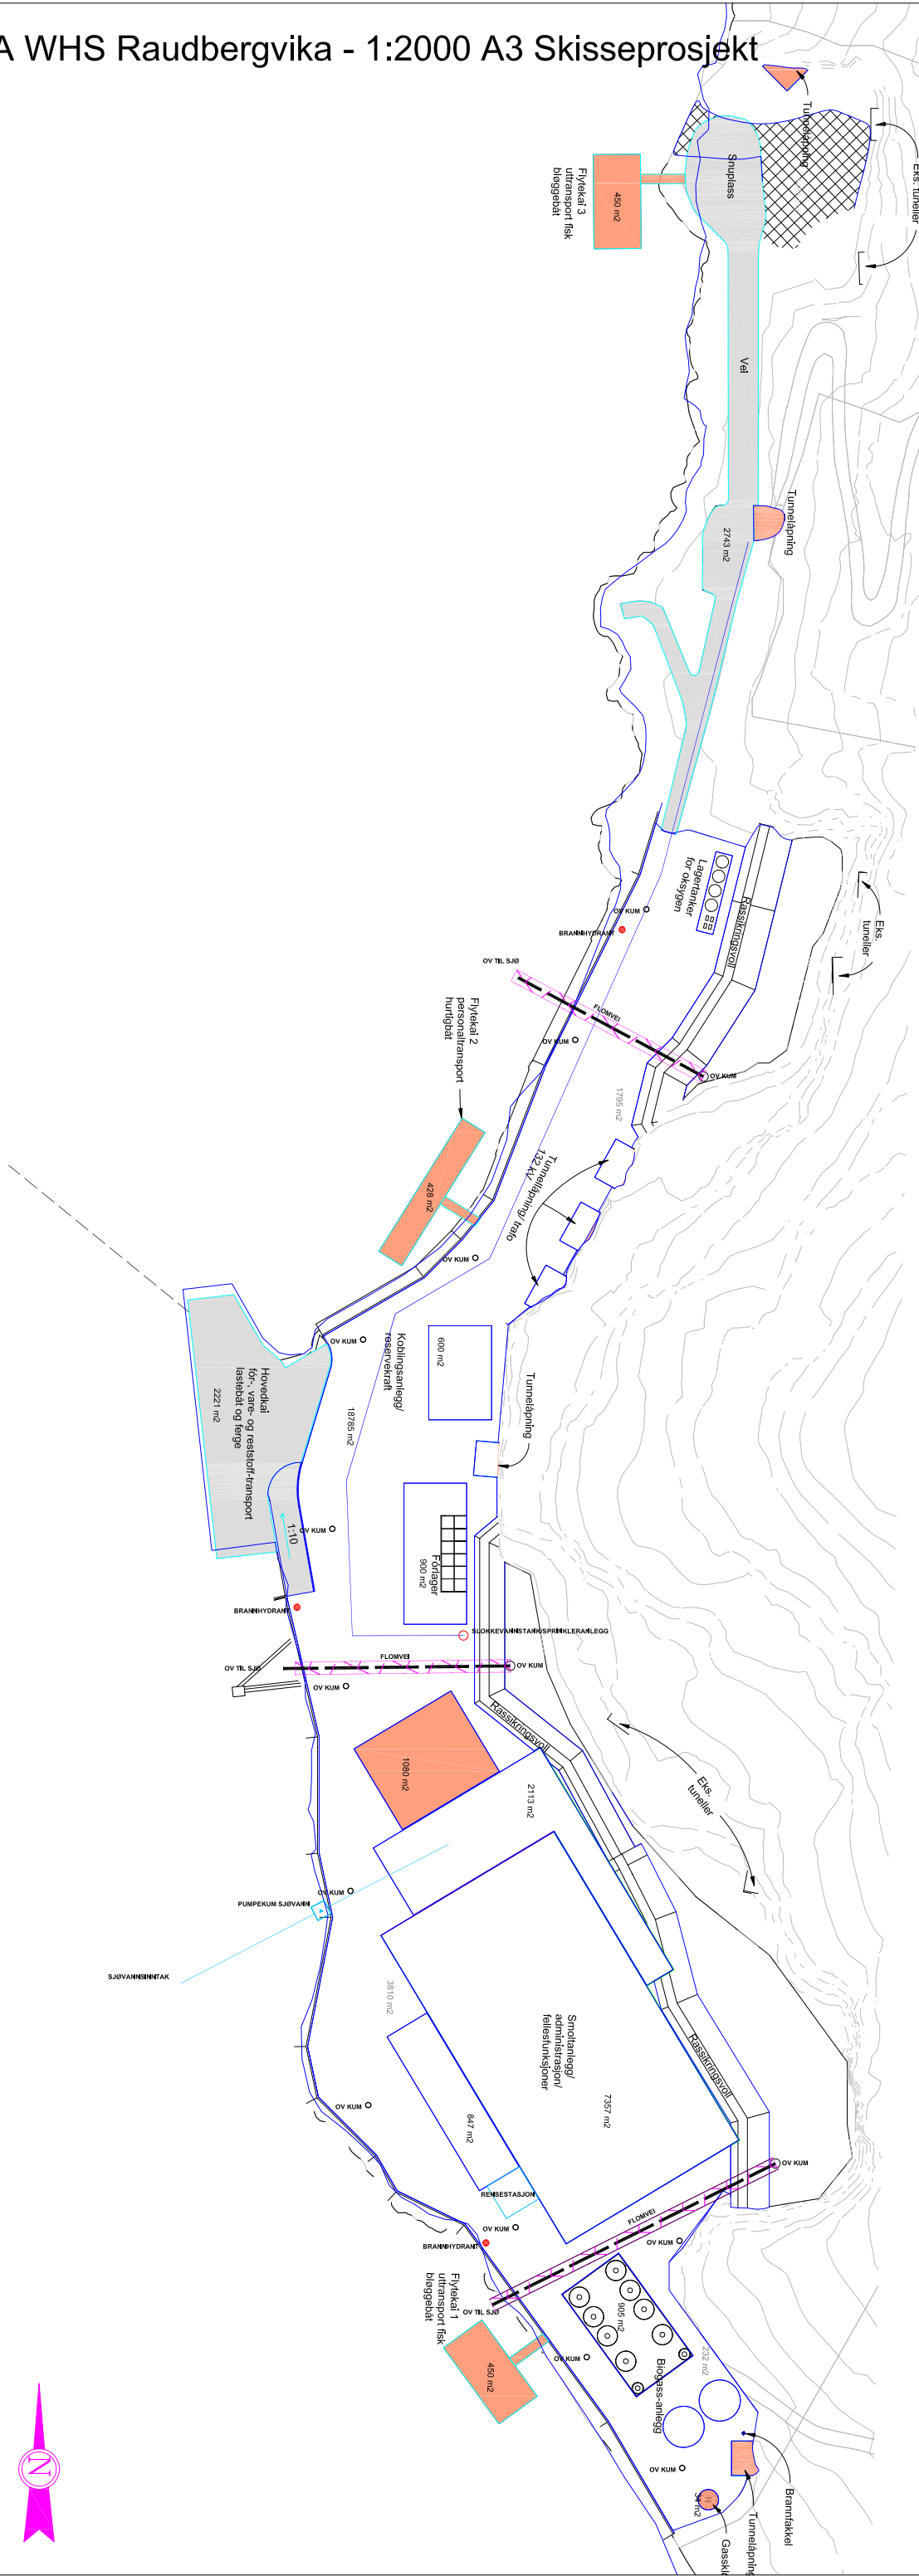 A WHS Raudbergvika - 1:2000 A3 Skisseprosjekt
Tunnelåpning
Eks. tuneller
Snuplass
Flytekai 3
uttransport fisk
bløggebåt
450 m2
Vei
Tunnelåpning
2743 m2
Lagertanker
for oksygen
Rassikringsvoll
Eks.
tuneller
OV KUM
BRANNHYDRANT
OV TIL SJØ
FLOMVEI
OV KUM
OV KUM
Flytekai 2
personaltransport
hurtigbåt
1795 m2
Tunnellåpning/ trafo
132 kV
428 m2
OV KUM
OV KUM
Koblingsanlegg/
reservekraft
600 m2
Tunnelåpning
Hovedkai
fôr-, vare- og reststoff-transport
lastebåt og ferge
2221 m2
18785 m2
1:10
OV KUM
Fôrlager
900 m2
BRANNHYDRANT
SLOKKEVANNSTANK/SPRINKLERANLEGG
FLOMVEI
OV TIL SJØ
OV KUM
OV KUM
Rassikringsvoll
1080 m2
2113 m2
Eks.
tuneller
OV KUM
PUMPEKUM SJØVANN
SJØVANNSINNTAK
3810 m2
Smoltanlegg/
administrasjon/
fellesfunksjoner
7357 m2
Rassikringsvoll
OV KUM
847 m2
OV KUM
RENSESTASJON
FLOMVEI
OV KUM
OV KUM
BRANNHYDRANT
Flytekai 1
uttransport fisk
bløggebåt
OV TIL SJØ
905 m2
450 m2
OV KUM
232 m2
Biogass-anlegg
OV KUM
34 m2
Brannfakkel
Tunnelåpning
Gasskl
N